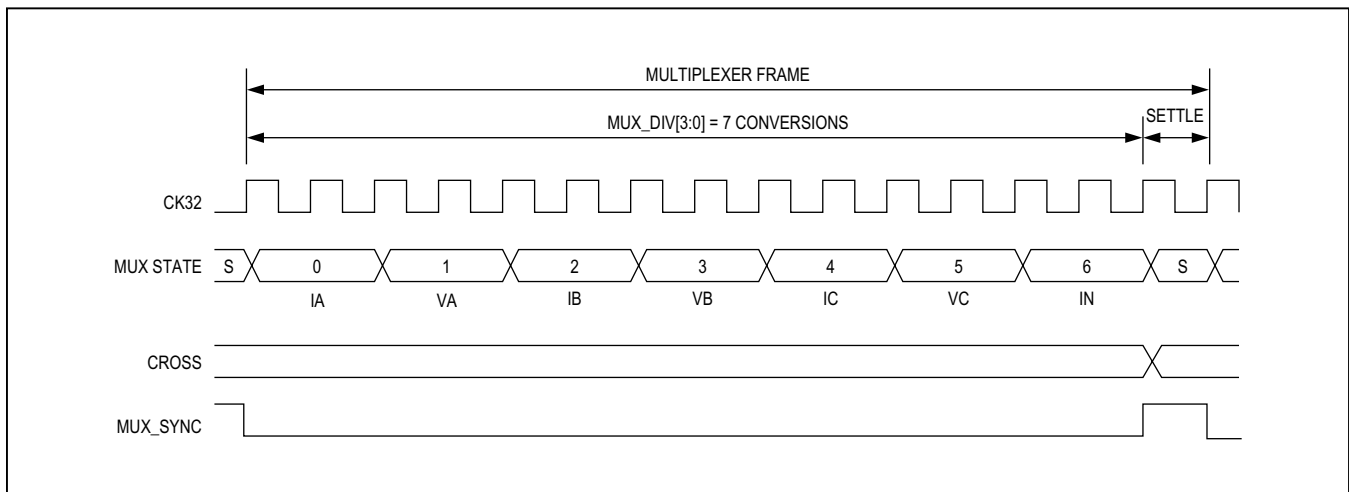 MULTIPLEXER FRAME
MUX_DIV[3:0] = 7 CONVERSIONS
SETTLE
CK32
MUX STATE S 0 1 2 3 4 5 6 S
IA VA IB VB IC VC IN
CROSS
MUX_SYNC